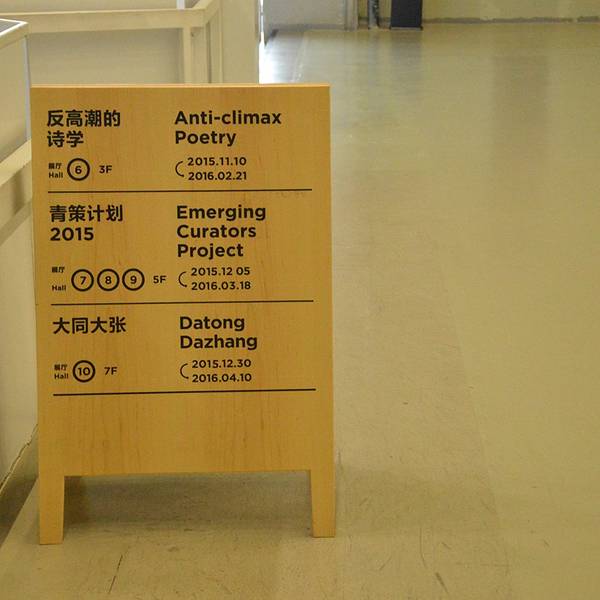 反高潮的
诗学
Anti-climax
Poetry
展厅
Hall 6 3F
2015.11.10
2016.02.21
青策计划
2015
Emerging
Curators
Project
展厅
Hall 7 8 9 5F
2015.12 05
2016.03.18
大同大张
Datong
Dazhang
展厅
Hall 10 7F
2015.12.30
2016.04.10